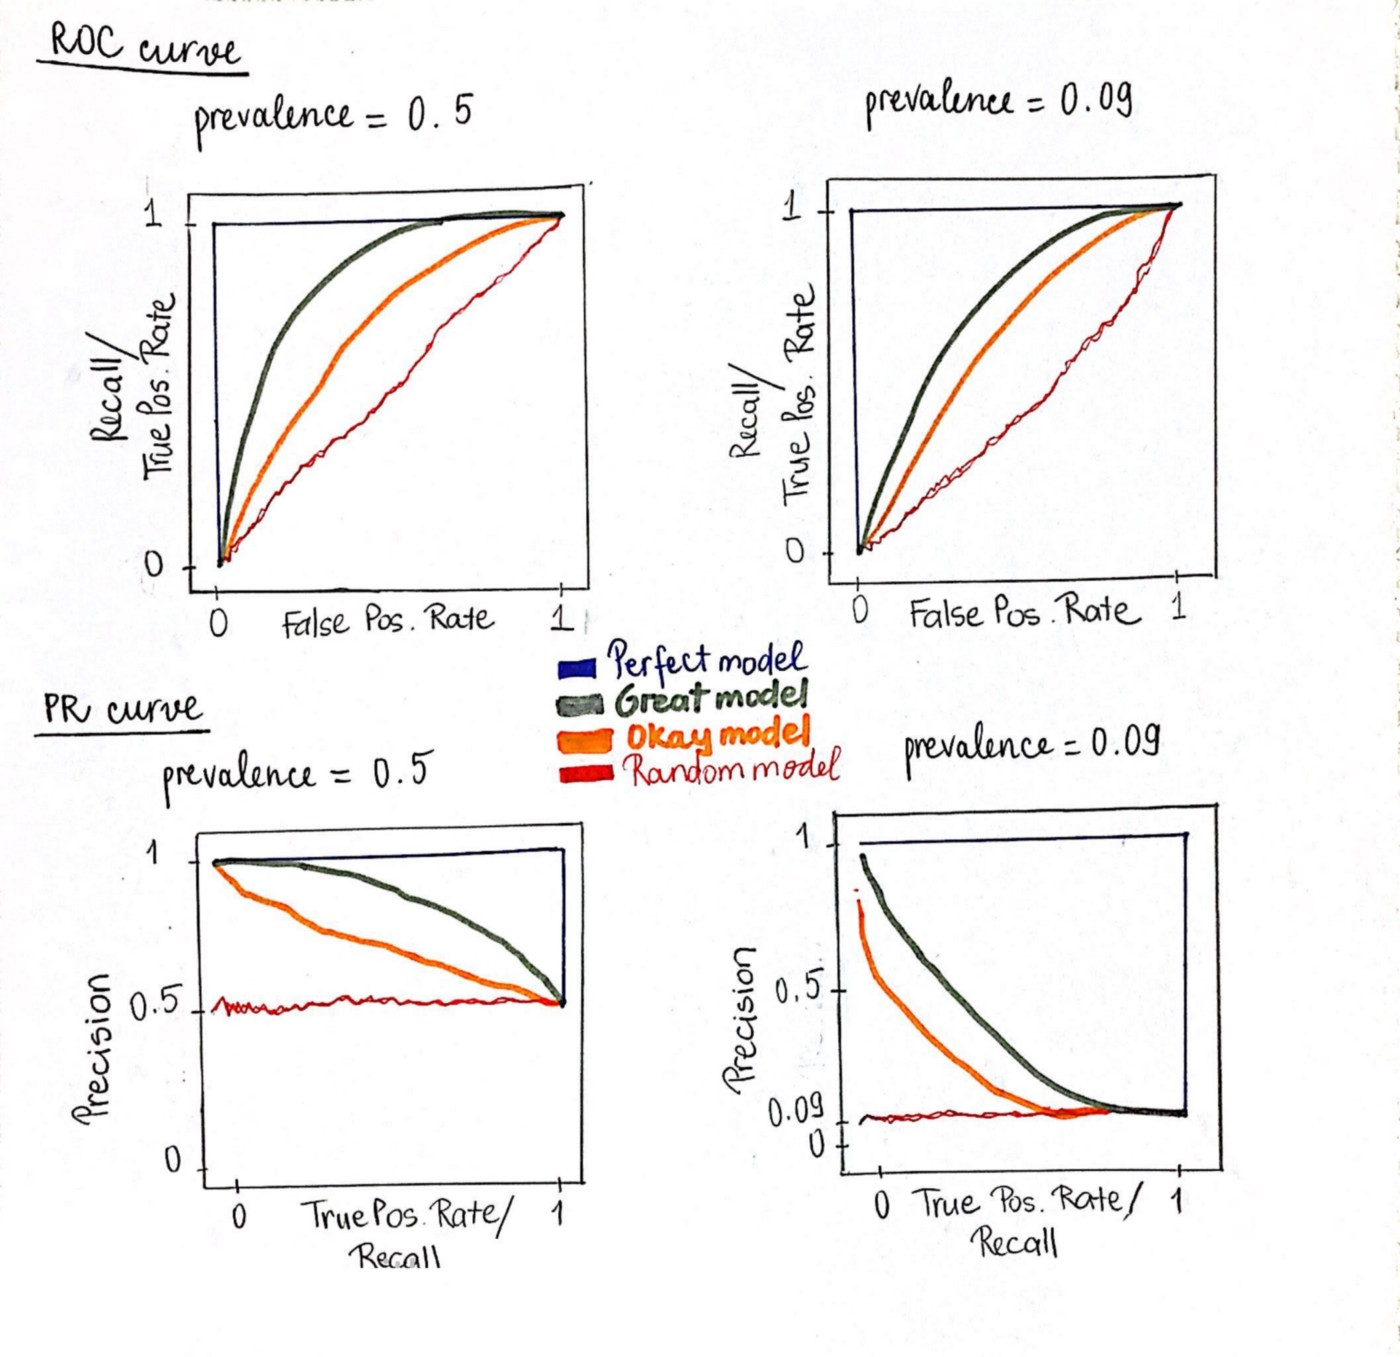 ROC curve
prevalence = 0.5
1
Recall/
True Pos. Rate
0
0 False Pos. Rate 1
prevalence = 0.09
1
Recall/
True Pos. Rate
0
0 False Pos. Rate 1
Perfect model
Great model
Okay model
Random model
PR curve
prevalence = 0.5
1
0.5
Precision
0
0 True Pos. Rate/ 1
Recall
prevalence = 0.09
1
0.5
Precision
0.09
0
0 True Pos. Rate/ 1
Recall